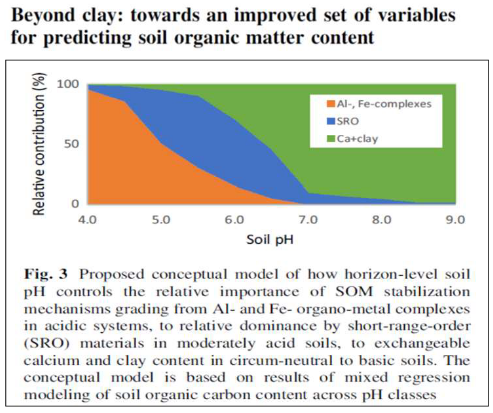 Beyond clay: towards an improved set of variables
for predicting soil organic matter content
Relative contribution (%)
100
50
0
Al-, Fe-complexes
SRO
Ca+clay
4.0 5.0 6.0 7.0 8.0 9.0
Soil pH
Fig. 3 Proposed conceptual model of how horizon-level soil
pH controls the relative importance of SOM stabilization
mechanisms grading from Al- and Fe- organo-metal complexes
in acidic systems, to relative dominance by short-range-order
(SRO) materials in moderately acid soils, to exchangeable
calcium and clay content in circum-neutral to basic soils. The
conceptual model is based on results of mixed regression
modeling of soil organic carbon content across pH classes